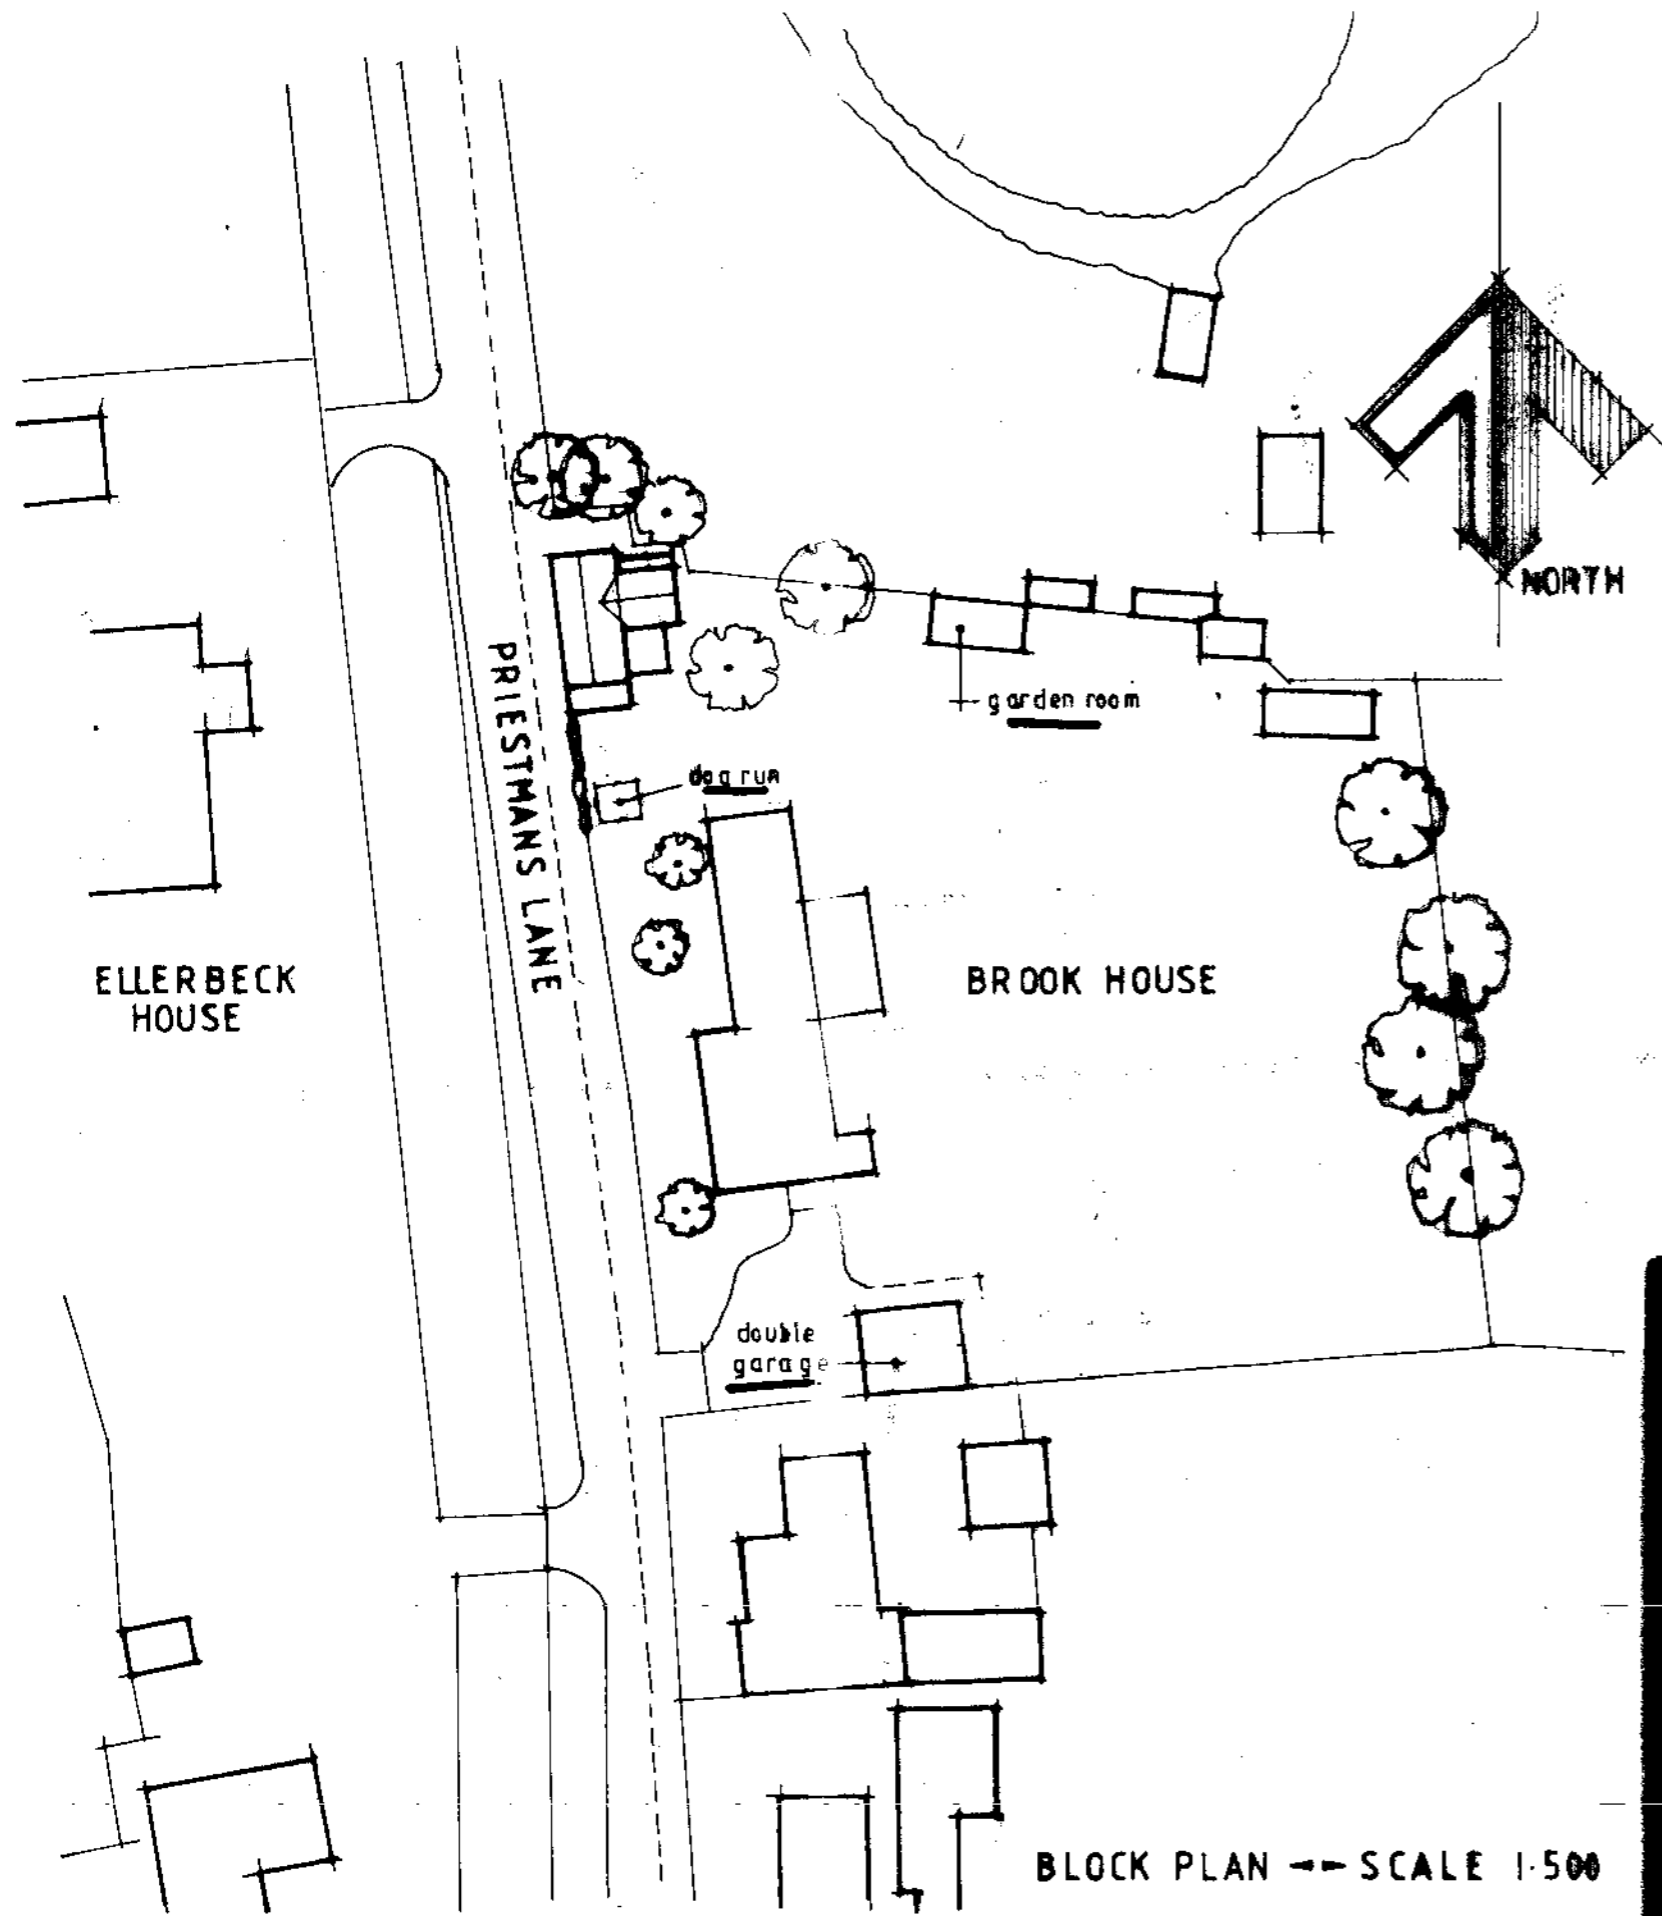 NORTH
PRIESTMANS LANE
garden room
dog run
ELLERBECK
HOUSE
BROOK HOUSE
double
garage
BLOCK PLAN -- SCALE 1·500